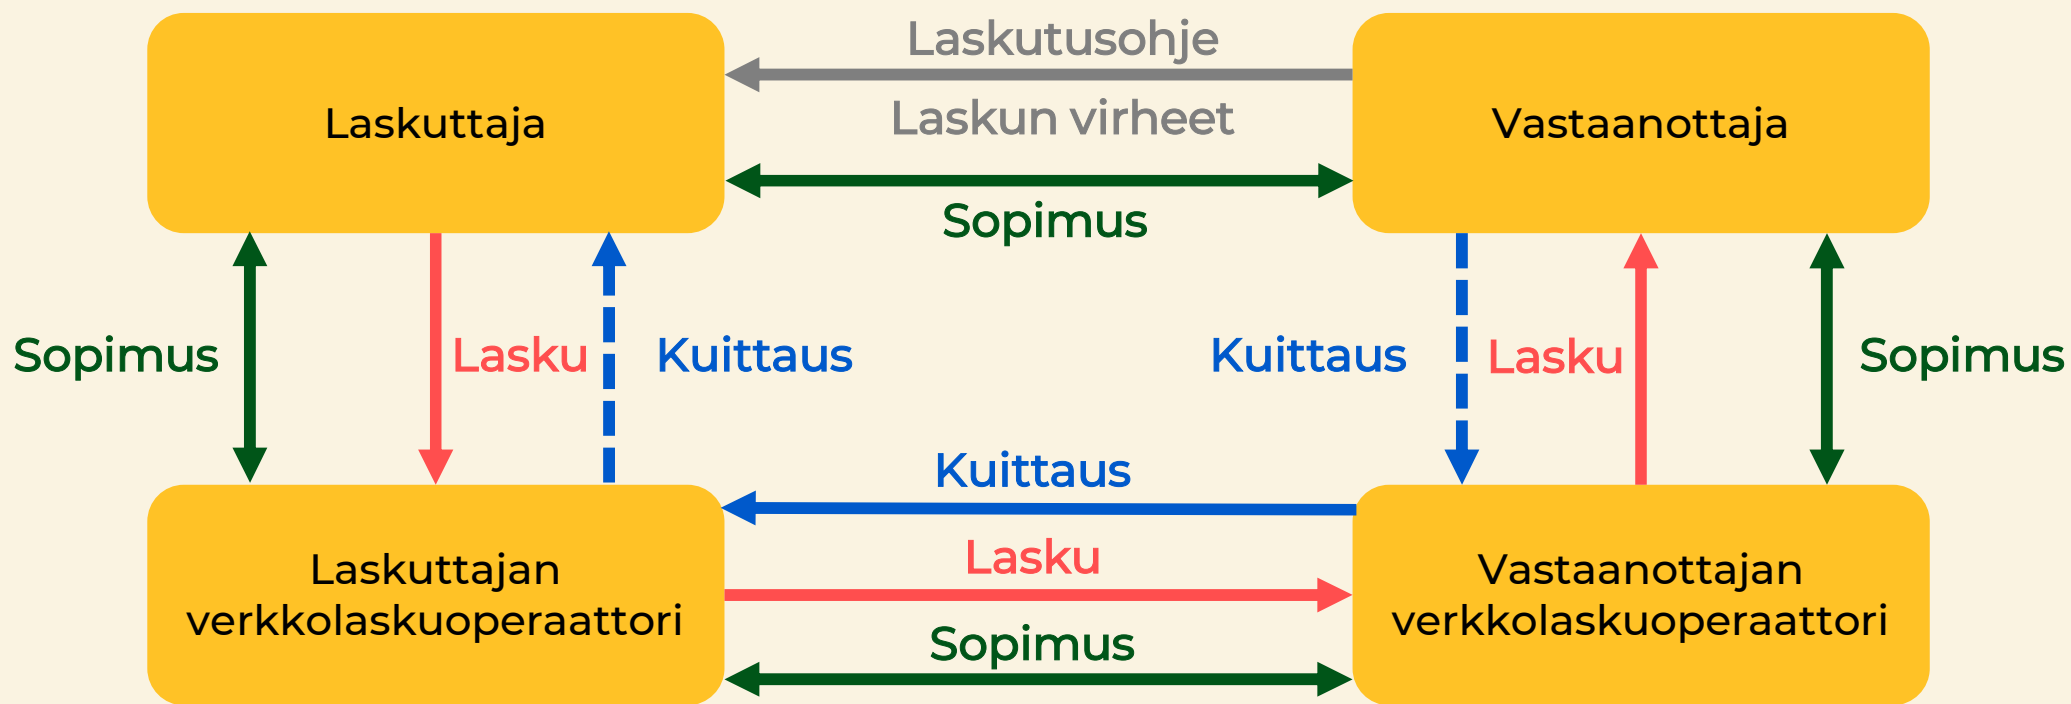 Laskutusohje
Laskuttaja
Laskun virheet
Vastaanottaja
Sopimus
Sopimus
Lasku
Kuittaus
Kuittaus
Lasku
Sopimus
Kuittaus
Lasku
Laskuttajan
verkkolaskuoperaattori
Vastaanottajan
verkkolaskuoperaattori
Sopimus